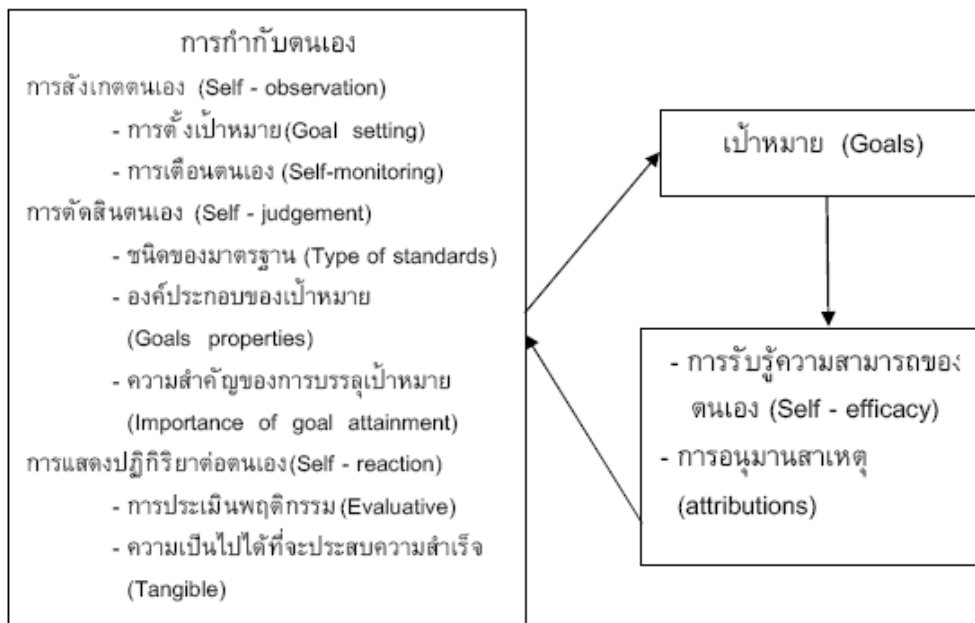 การกำกับตนเอง
การสังเกตตนเอง (Self - observation)
- การตั้งเป้าหมาย(Goal setting)
- การเตือนตนเอง (Self-monitoring)
การตัดสินตนเอง (Self - judgement)
- ชนิดของมาตรฐาน (Type of standards)
- องค์ประกอบของเป้าหมาย
(Goals properties)
- ความสำคัญของการบรรลุเป้าหมาย
(Importance of goal attainment)
การแสดงปฏิกิริยาต่อตนเอง(Self - reaction)
- การประเมินพฤติกรรม (Evaluative)
- ความเป็นไปได้ที่จะประสบความสำเร็จ
(Tangible)
เป้าหมาย (Goals)
- การรับรู้ความสามารถของ
ตนเอง (Self - efficacy)
- การอนุมานสาเหตุ
(attributions)